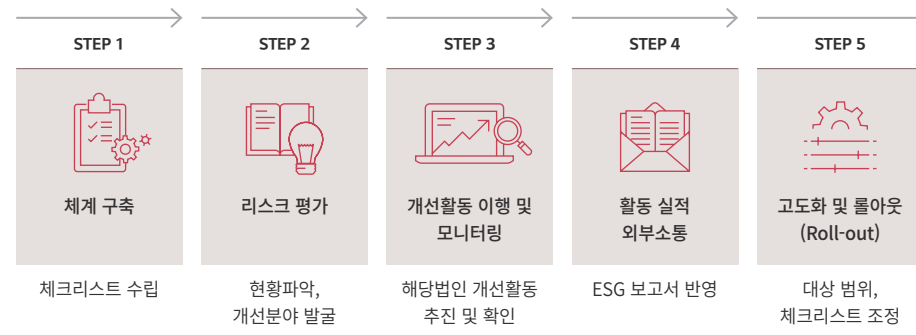 STEP 1
체계 구축
체크리스트 수립
STEP 2
리스크 평가
현황파악,
개선분야 발굴
STEP 3
개선활동 이행 및
모니터링
해당법인 개선활동
추진 및 확인
STEP 4
활동 실적
외부소통
ESG 보고서 반영
STEP 5
고도화 및 롤아웃
(Roll-out)
대상 범위,
체크리스트 조정